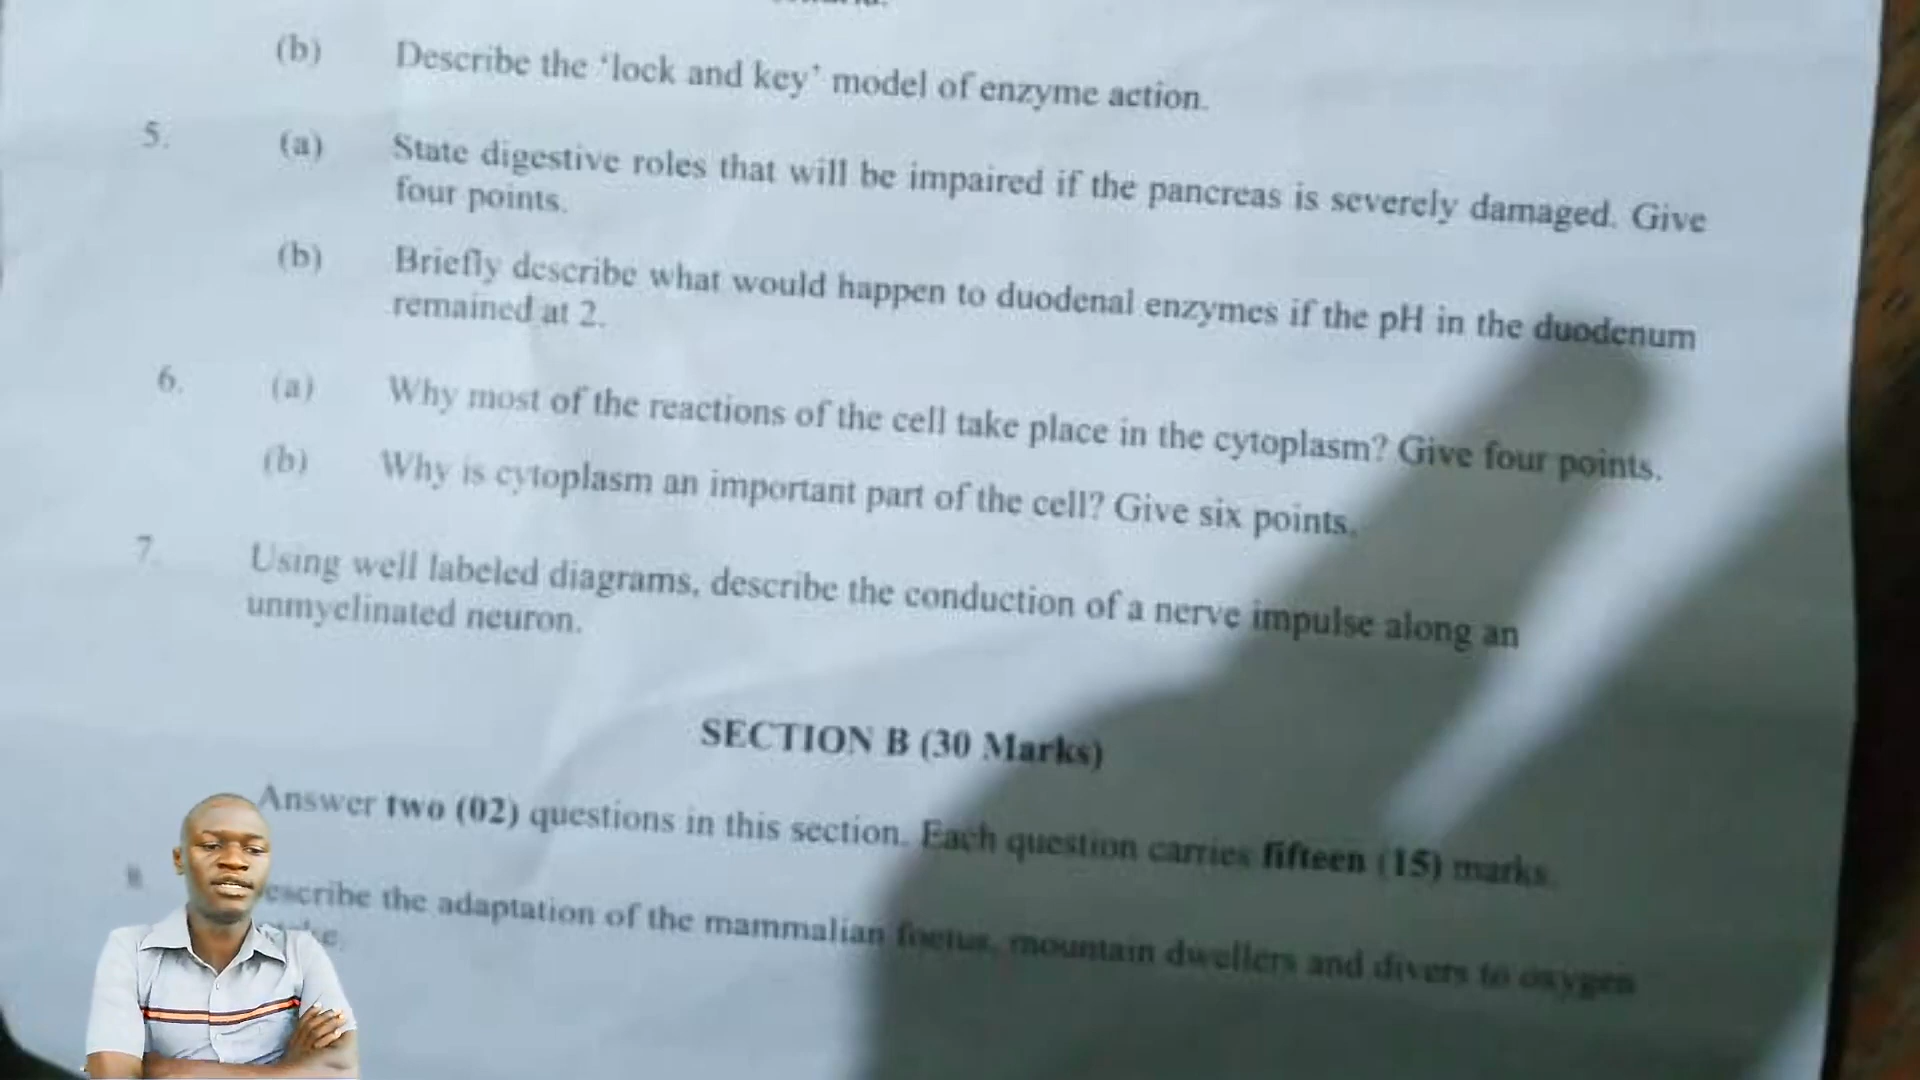 (b) Describe the 'lock and key' model of enzyme action.
5. (a) State digestive roles that will be impaired if the pancreas is severely damaged. Give
four points.
(b) Briefly describe what would happen to duodenal enzymes if the pH in the duodenum
remained at 2.
6. (a) Why most of the reactions of the cell take place in the cytoplasm? Give four points.
(b) Why is cytoplasm an important part of the cell? Give six points.
7. Using well labeled diagrams, describe the conduction of a nerve impulse along an
unmyelinated neuron.
SECTION B (30 Marks)
Answer two (02) questions in this section. Each question carries fifteen (15) marks.
8. escribe the adaptation of the mammalian foetus, mountain dwellers and divers to oxygen